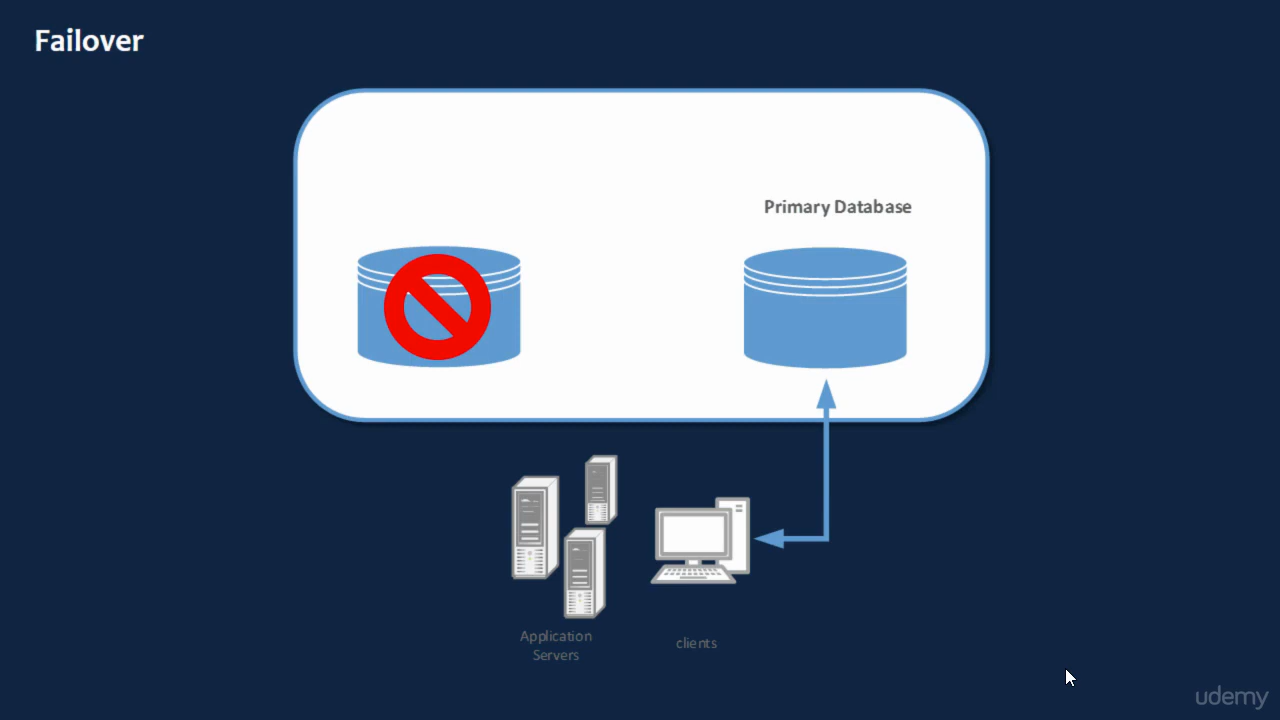 Failover
Primary Database
Application
Servers
clients
udemy